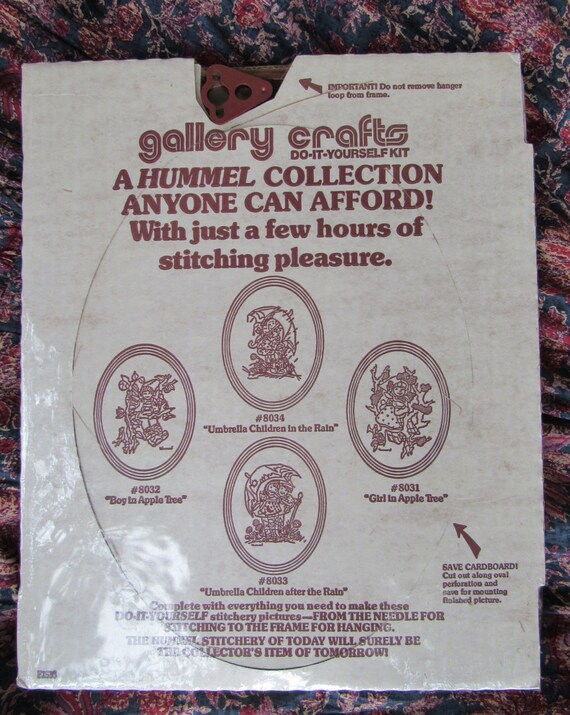 IMPORTANT! Do not remove hanger
loop from frame.
gallery crafts
DO-IT-YOURSELF KIT
A HUMMEL COLLECTION
ANYONE CAN AFFORD!
With just a few hours of
stitching pleasure.
#8034
"Umbrella Children in the Rain"
#8032
"Boy in Apple Tree"
#8031
"Girl in Apple Tree"
#8033
"Umbrella Children after the Rain"
SAVE CARDBOARD!
Cut out along oval
perforation and
save for mounting
finished picture.
Complete with everything you need to make these
DO-IT-YOURSELF stitchery pictures—FROM THE NEEDLE FOR
STITCHING TO THE FRAME FOR HANGING.
THE HUMMEL STITCHERY OF TODAY WILL SURELY BE
THE COLLECTOR'S ITEM OF TOMORROW!